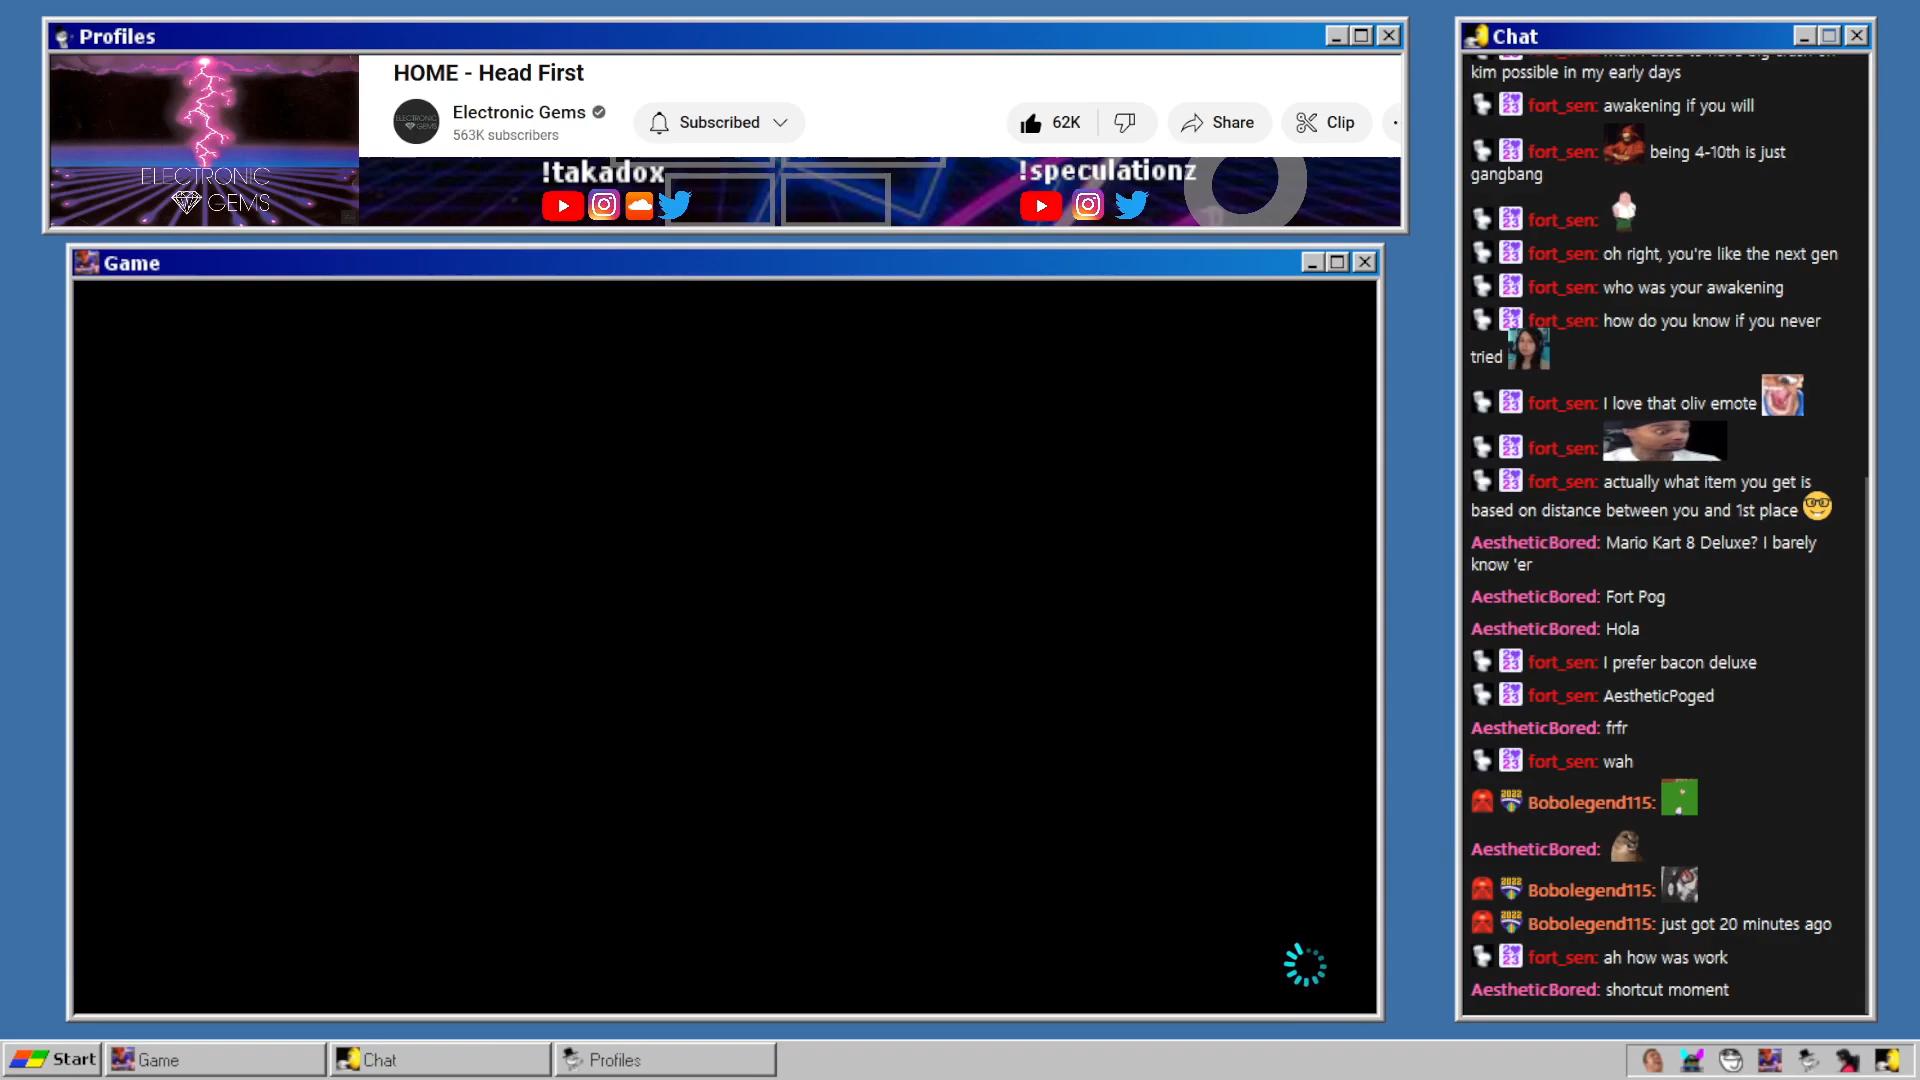 Profiles
HOME - Head First
Electronic Gems
563K subscribers
Subscribed
62K
Share
Clip
ELECTRONIC
GEMS
!takadox
!speculationz
Game
Chat
kim possible in my early days
fort_sen: awakening if you will
fort_sen: being 4-10th is just
gangbang
fort_sen:
fort_sen: oh right, you're like the next gen
fort_sen: who was your awakening
fort_sen: how do you know if you never
tried
fort_sen: I love that oliv emote
fort_sen:
fort_sen: actually what item you get is
based on distance between you and 1st place
AestheticBored: Mario Kart 8 Deluxe? I barely
know 'er
AestheticBored: Fort Pog
AestheticBored: Hola
fort_sen: I prefer bacon deluxe
fort_sen: AestheticPoged
AestheticBored: frfr
fort_sen: wah
Bobolegend115:
AestheticBored:
Bobolegend115:
Bobolegend115: just got 20 minutes ago
fort_sen: ah how was work
AestheticBored: shortcut moment
Start
Game
Chat
Profiles